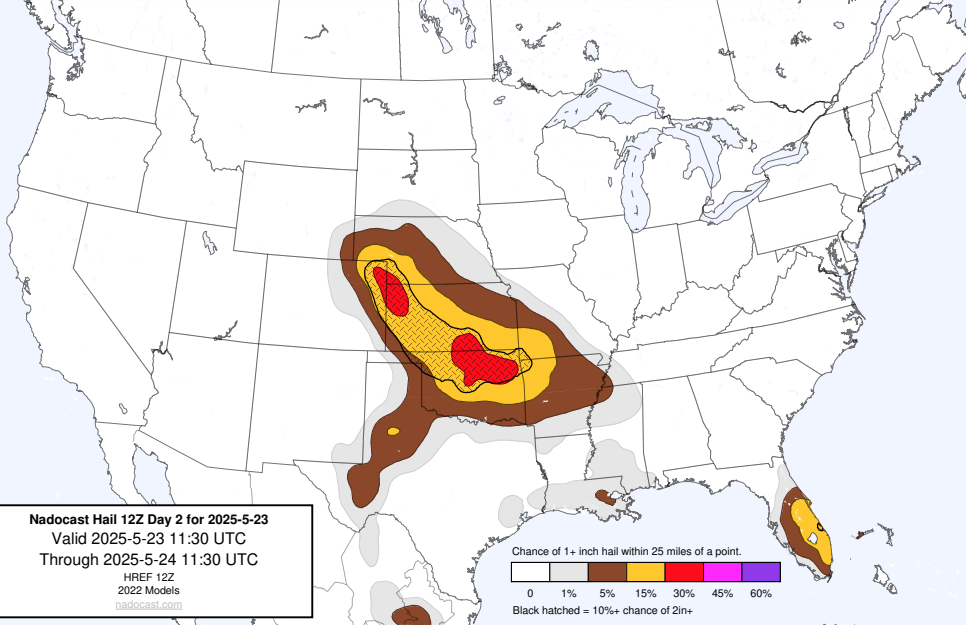 Nadocast Hail 12Z Day 2 for 2025-5-23
Valid 2025-5-23 11:30 UTC
Through 2025-5-24 11:30 UTC
HREF 12Z
2022 Models
nadocast.com
Chance of 1+ inch hail within 25 miles of a point.
0 1% 5% 15% 30% 45% 60%
Black hatched = 10%+ chance of 2in+